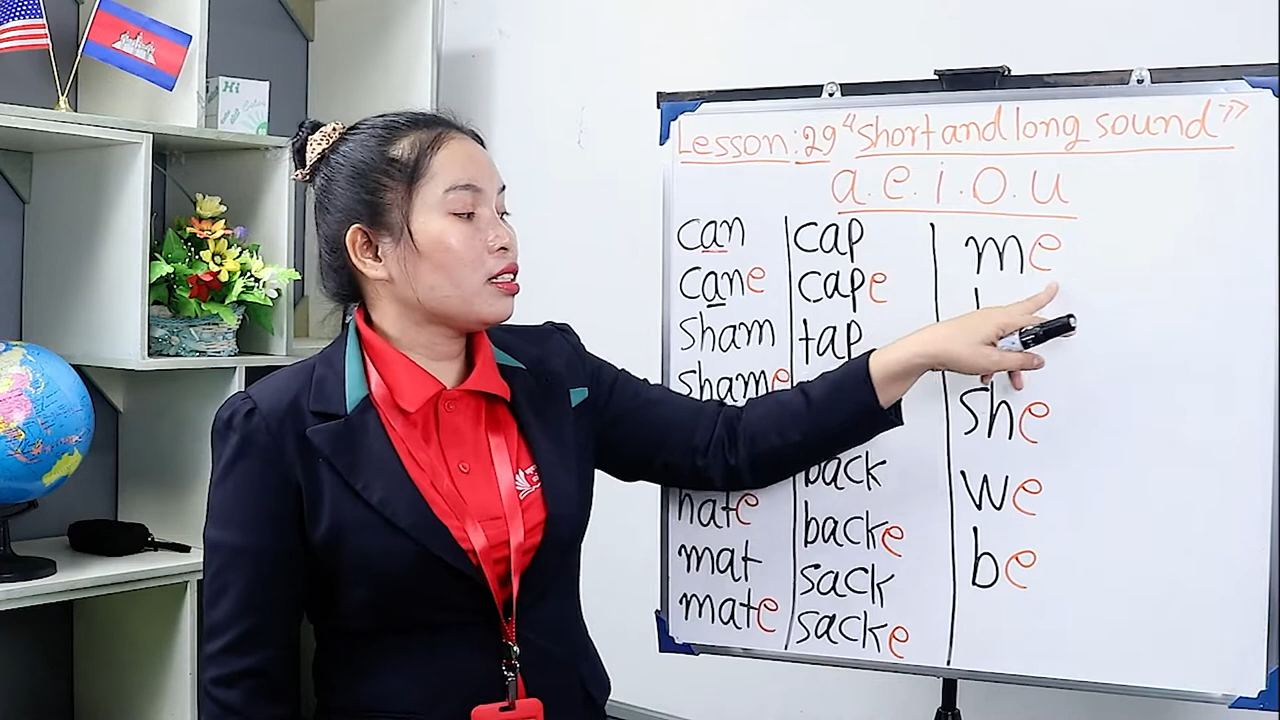 Lesson: 29 "Short and long sound"
a.e.i.o.u
can
cane
sham
shame
hate
mat
mate
cap
cape
tap
back
backe
sack
sacke
me
she
we
be
Hi